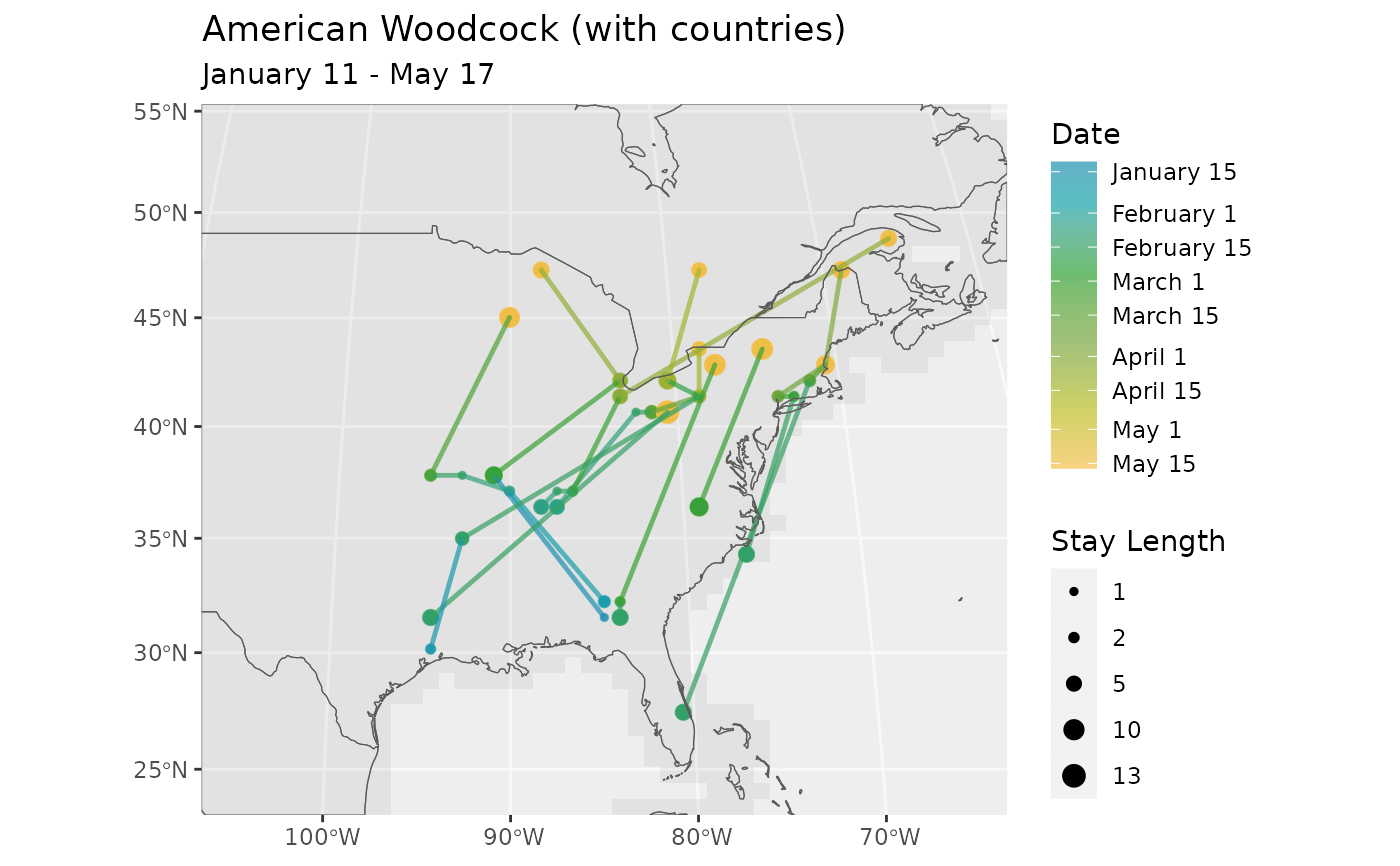 American Woodcock (with countries)
January 11 - May 17
55°N
50°N
45°N
40°N
35°N
30°N
25°N
100°W
90°W
80°W
70°W
Date
January 15
February 1
February 15
March 1
March 15
April 1
April 15
May 1
May 15
Stay Length
1
2
5
10
13